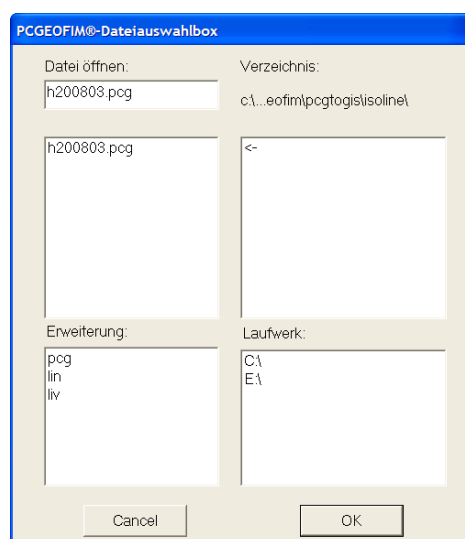 PCGEOFIM®-Dateiauswahlbox
Datei öffnen:
Verzeichnis:
h200803.pcg
c:\...eofim\pcgtogis\isoline\
h200803.pcg
<-
Erweiterung:
Laufwerk:
pcg
lin
liv
C:\
E:\
Cancel
OK